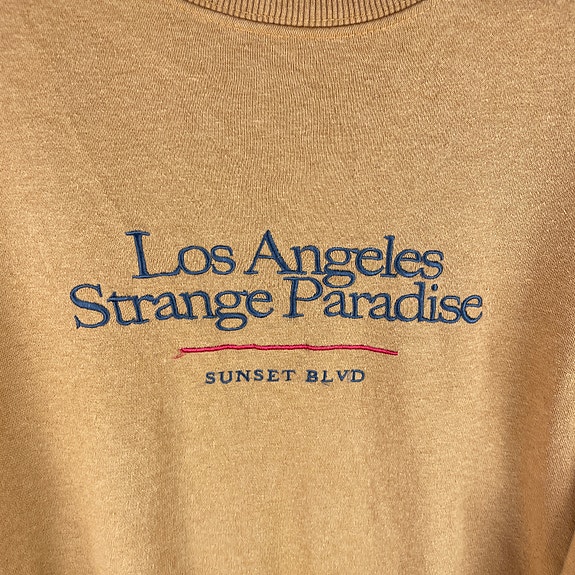 Los Angeles
Strange Paradise
SUNSET BLVD